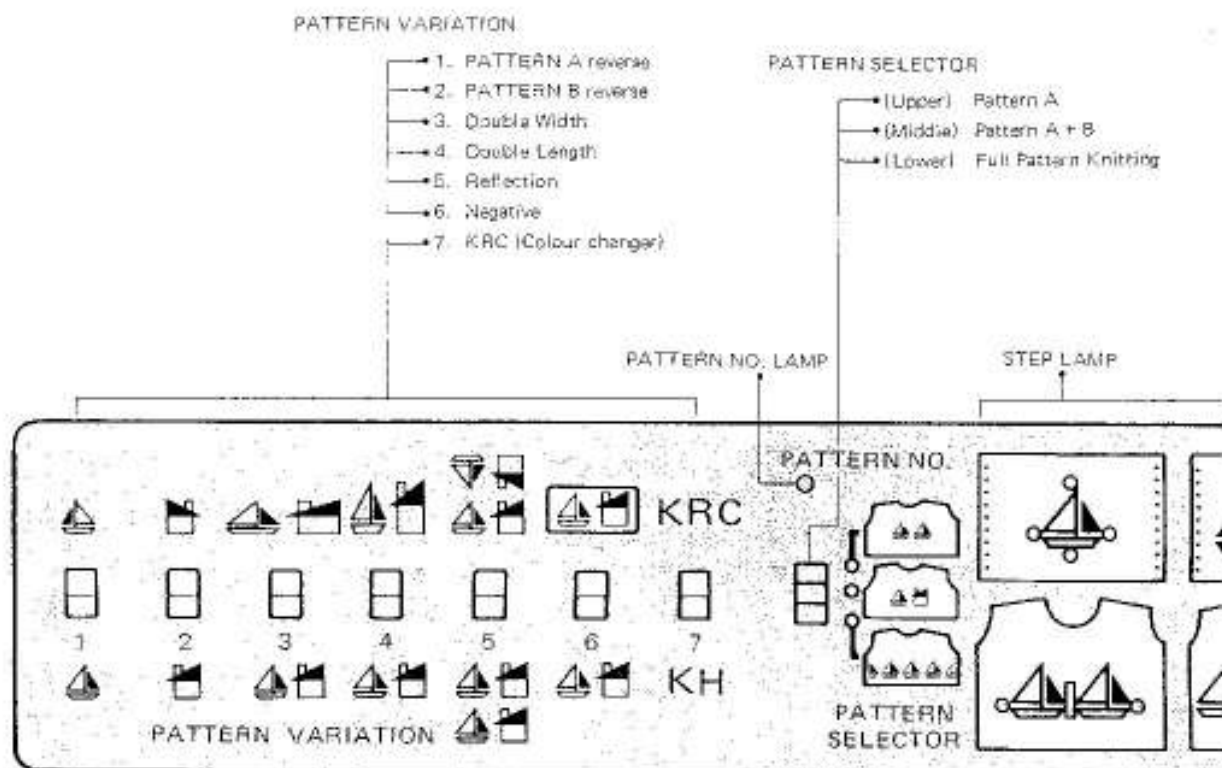 PATTERN VARIATION
1. PATTERN A reverse
2. PATTERN B reverse
3. Double Width
4. Double Length
5. Reflection
6. Negative
7. KRC (Colour changer)
PATTERN SELECTOR
(Upper) Pattern A
(Middle) Pattern A + B
(Lower) Full Pattern Knitting
PATTERN NO. LAMP
STEP LAMP
PATTERN NO.
KRC
1 2 3 4 5 6 7
KH
PATTERN VARIATION
PATTERN
SELECTOR